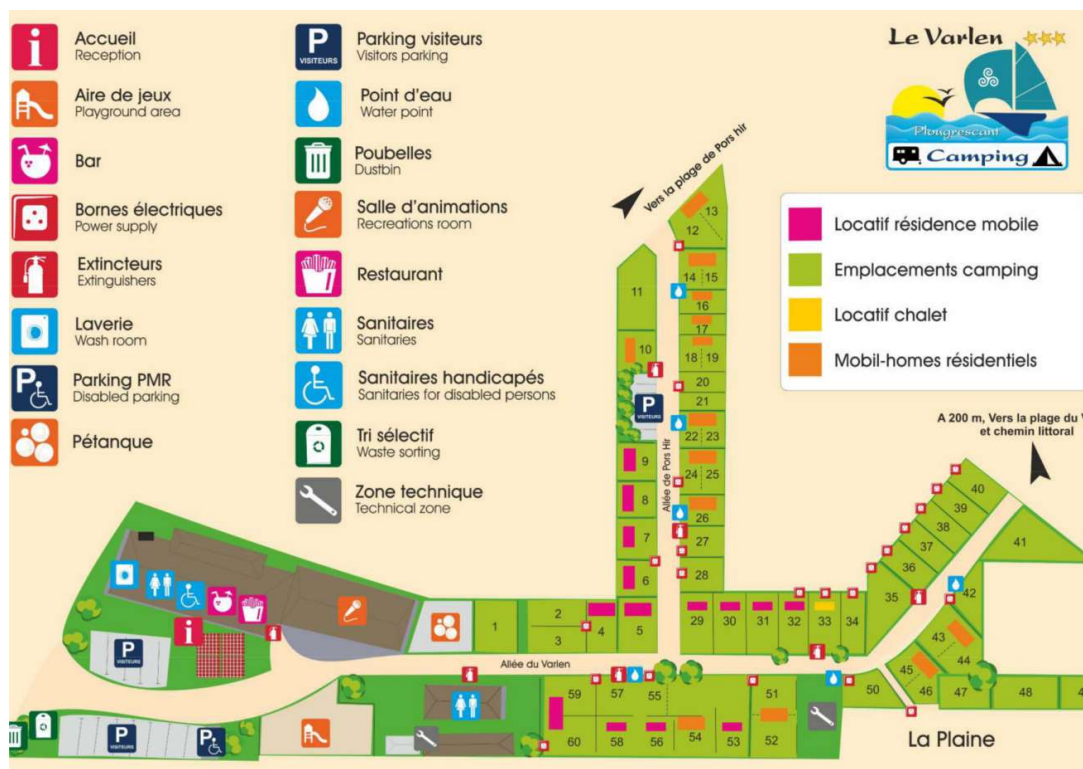 Accueil
Reception
Aire de jeux
Playground area
Bar
Bornes électriques
Power supply
Extincteurs
Extinguishers
Laverie
Wash room
Parking PMR
Disabled parking
Pétanque
P
VISITEURS
Parking visiteurs
Visitors parking
Point d'eau
Water point
Poubelles
Dustbin
Salle d'animations
Recreations room
Restaurant
Sanitaires
Sanitaries
Sanitaires handicapés
Sanitaries for disabled persons
Tri sélectif
Waste sorting
Zone technique
Technical zone
Le Varlen
Plougrescant
Camping
Locatif résidence mobile
Emplacements camping
Locatif chalet
Mobil-homes résidentiels
Vers la plage de Pors hir
A 200 m, Vers la plage du V
et chemin littoral
13
12
11
14 15
16
17
10
18 19
20
21
P
VISITEURS
22 23
9
24 25
8
26
7
27
6
28
Allée de Pors Hir
40
39
38
37
36
35
41
42
43
44
45
46
47
48
4
50
1
2
3
4
5
29
30
31
32
33
34
Allée du Varlen
P
VISITEURS
59
57
55
51
60
58
56
54
53
52
P
VISITEURS
P
La Plaine